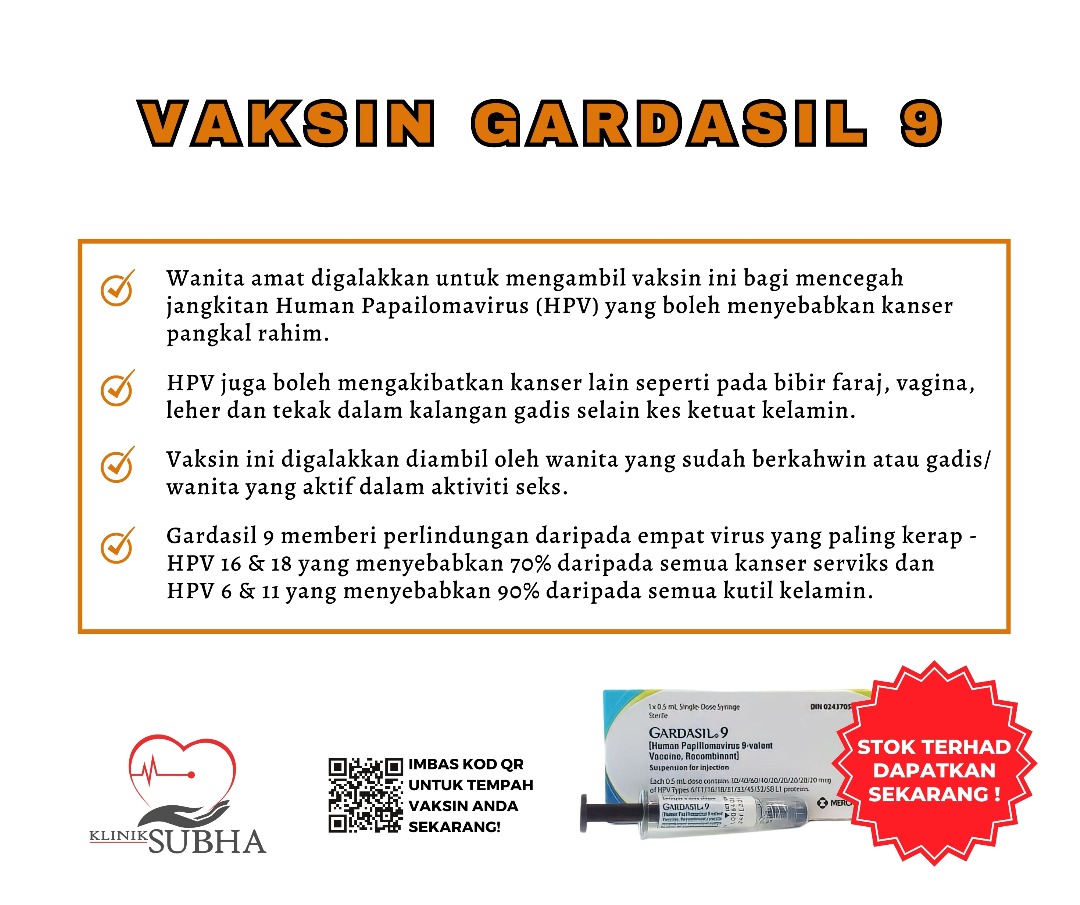 VAKSIN GARDASIL 9
Wanita amat digalakkan untuk mengambil vaksin ini bagi mencegah
jangkitan Human Papailomavirus (HPV) yang boleh menyebabkan kanser
pangkal rahim.
HPV juga boleh mengakibatkan kanser lain seperti pada bibir faraj, vagina,
leher dan tekak dalam kalangan gadis selain kes ketuat kelamin.
Vaksin ini digalakkan diambil oleh wanita yang sudah berkahwin atau gadis/
wanita yang aktif dalam aktiviti seks.
Gardasil 9 memberi perlindungan daripada empat virus yang paling kerap -
HPV 16 & 18 yang menyebabkan 70% daripada semua kanser serviks dan
HPV 6 & 11 yang menyebabkan 90% daripada semua kutil kelamin.
KLINIK SUBHA
IMBAS KOD QR
UNTUK TEMPAH
VAKSIN ANDA
SEKARANG!
1 x 0.5 mL Single-Dose Syringe
Sterile
DIN 0243705
GARDASIL®9
[Human Papillomavirus 9-valent
Vaccine, Recombinant]
Suspension for injection
Each 0.5 mL dose contains 30/40/60/40/20/20/20/20/20 mcg
of HPV Types 6/11/16/18/31/33/45/52/58 L1 proteins.
MERC
GARDASIL®9
[Human Papillomavirus 9-valent
STOK TERHAD
DAPATKAN
SEKARANG !